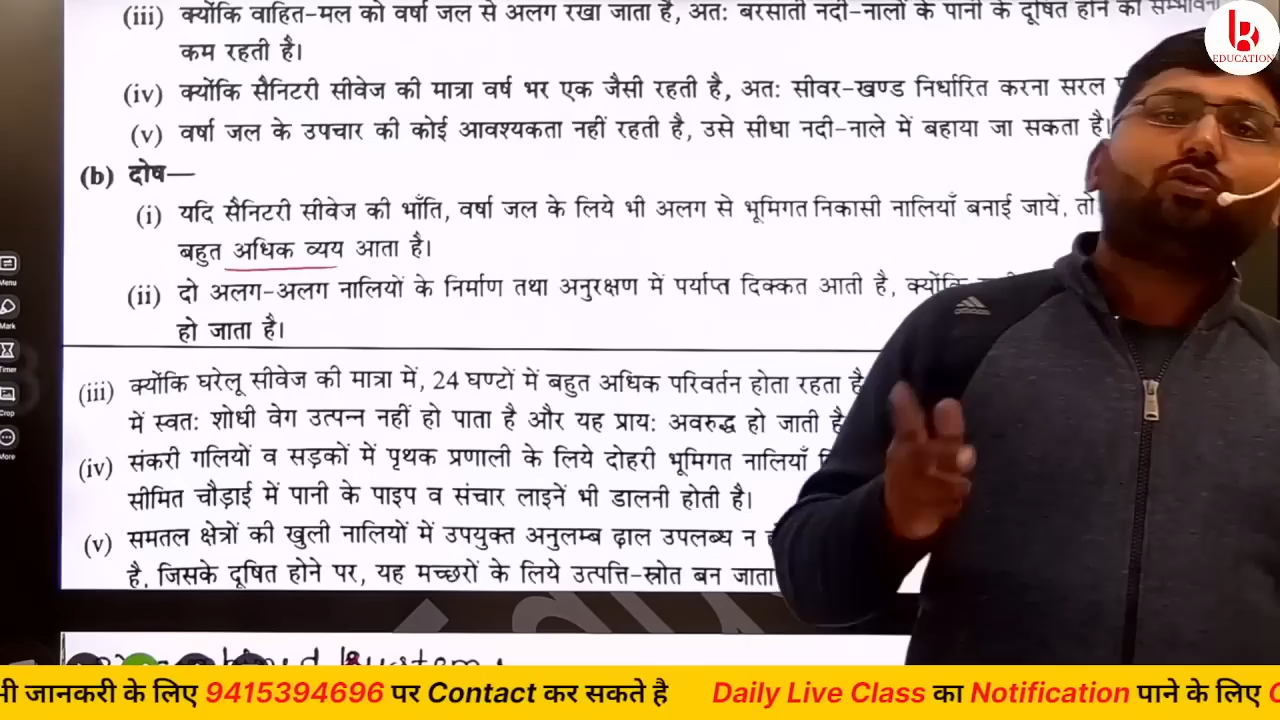 (iii) क्योंकि वाहित-मल को वर्षा जल से अलग रखा जाता है, अतः बरसाती नदी-नालों के पानी के दूषित होने की सम्भावना
कम रहती है।
(iv) क्योंकि सैनिटरी सीवेज की मात्रा वर्ष भर एक जैसी रहती है, अतः सीवर-खण्ड निर्धारित करना सरल
(v) वर्षा जल के उपचार की कोई आवश्यकता नहीं रहती है, उसे सीधा नदी-नाले में बहाया जा सकता है।
(b) दोष—
(i) यदि सैनिटरी सीवेज की भाँति, वर्षा जल के लिये भी अलग से भूमिगत निकासी नालियाँ बनाई जायें, तो
बहुत अधिक व्यय आता है।
(ii) दो अलग-अलग नालियों के निर्माण तथा अनुरक्षण में पर्याप्त दिक्कत आती है, क्योंकि
हो जाता है।
(iii) क्योंकि घरेलू सीवेज की मात्रा में, 24 घण्टों में बहुत अधिक परिवर्तन होता रहता है
में स्वतः शोधी वेग उत्पन्न नहीं हो पाता है और यह प्रायः अवरुद्ध हो जाती है
(iv) संकरी गलियों व सड़कों में पृथक प्रणाली के लिये दोहरी भूमिगत नालियाँ
सीमित चौड़ाई में पानी के पाइप व संचार लाइनें भी डालनी होती है।
(v) समतल क्षेत्रों की खुली नालियों में उपयुक्त अनुलम्ब ढ़ाल उपलब्ध न
है, जिसके दूषित होने पर, यह मच्छरों के लिये उत्पत्ति-स्रोत बन जाता
EDUCATION
Menu
Mark
Timer
Crop
More
adidas
System
भी जानकरी के लिए 9415394696 पर Contact कर सकते है Daily Live Class का Notification पाने के लिए